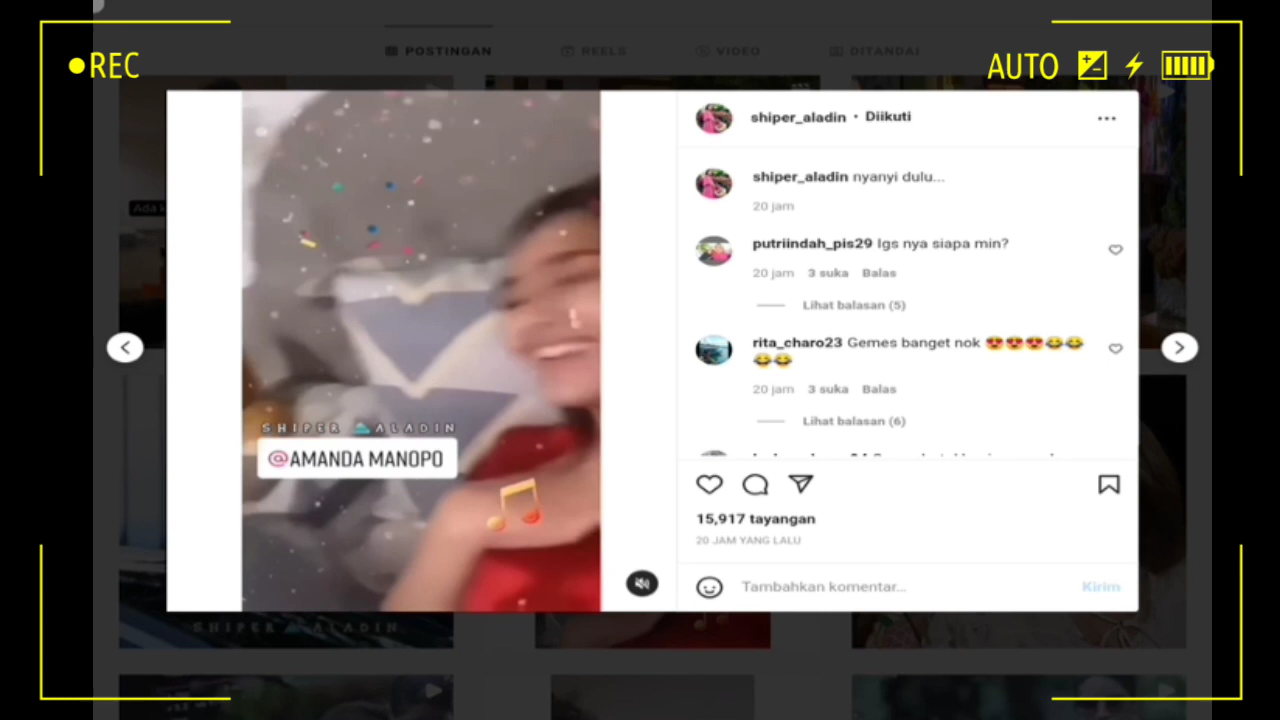 REC
AUTO
POSTINGAN
REELS
VIDEO
DITANDAI
shiper_aladin • Diikuti
shiper_aladin nyanyi dulu...
20 jam
putriindah_pis29 Igs nya siapa min?
20 jam 3 suka Balas
Lihat balasan (5)
rita_charo23 Gemes banget nok 😍😍😍😂😂
😂😂
20 jam 3 suka Balas
Lihat balasan (6)
SHIPER ALADIN
@AMANDA MANOPO
15,917 tayangan
20 JAM YANG LALU
Tambahkan komentar...
Kirim
SHIPER ALADIN